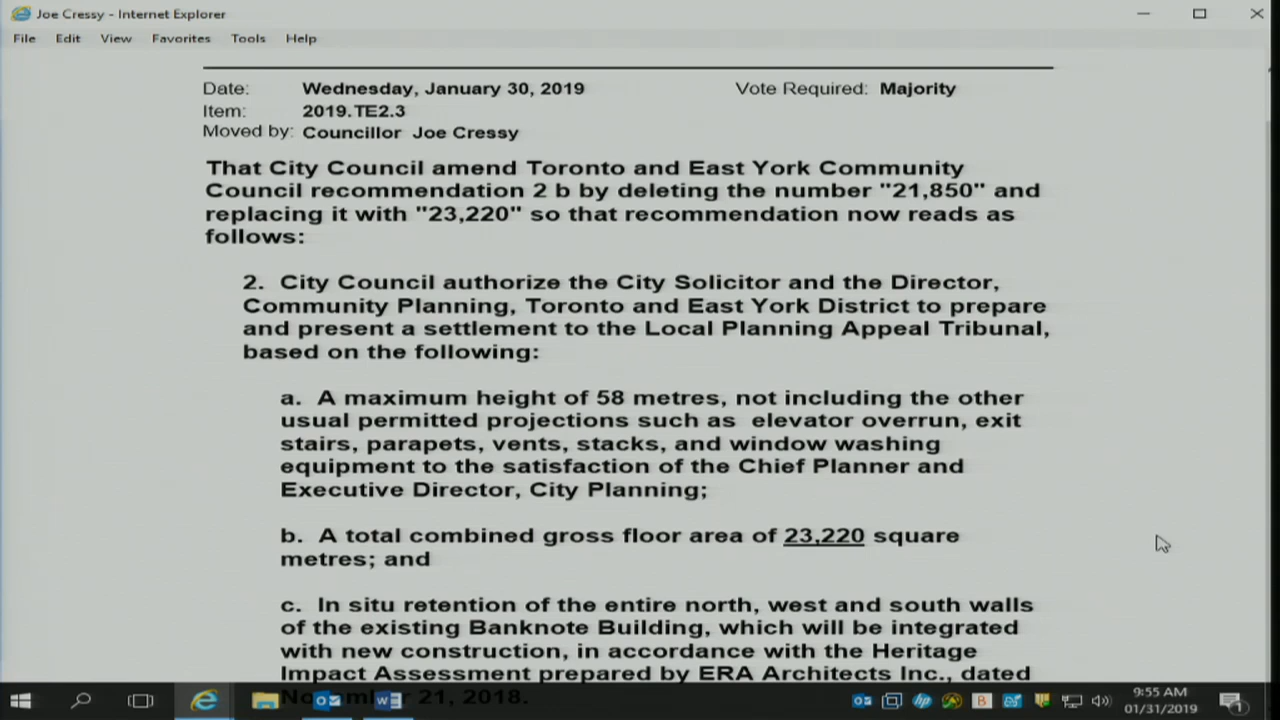 Joe Cressy - Internet Explorer
File Edit View Favorites Tools Help
Date: Wednesday, January 30, 2019 Vote Required: Majority
Item: 2019.TE2.3
Moved by: Councillor Joe Cressy
That City Council amend Toronto and East York Community
Council recommendation 2 b by deleting the number "21,850" and
replacing it with "23,220" so that recommendation now reads as
follows:
2. City Council authorize the City Solicitor and the Director,
Community Planning, Toronto and East York District to prepare
and present a settlement to the Local Planning Appeal Tribunal,
based on the following:
a. A maximum height of 58 metres, not including the other
usual permitted projections such as elevator overrun, exit
stairs, parapets, vents, stacks, and window washing
equipment to the satisfaction of the Chief Planner and
Executive Director, City Planning;
b. A total combined gross floor area of 23,220 square
metres; and
c. In situ retention of the entire north, west and south walls
of the existing Banknote Building, which will be integrated
with new construction, in accordance with the Heritage
Impact Assessment prepared by ERA Architects Inc., dated
November 21, 2018.
9:55 AM
01/31/2019